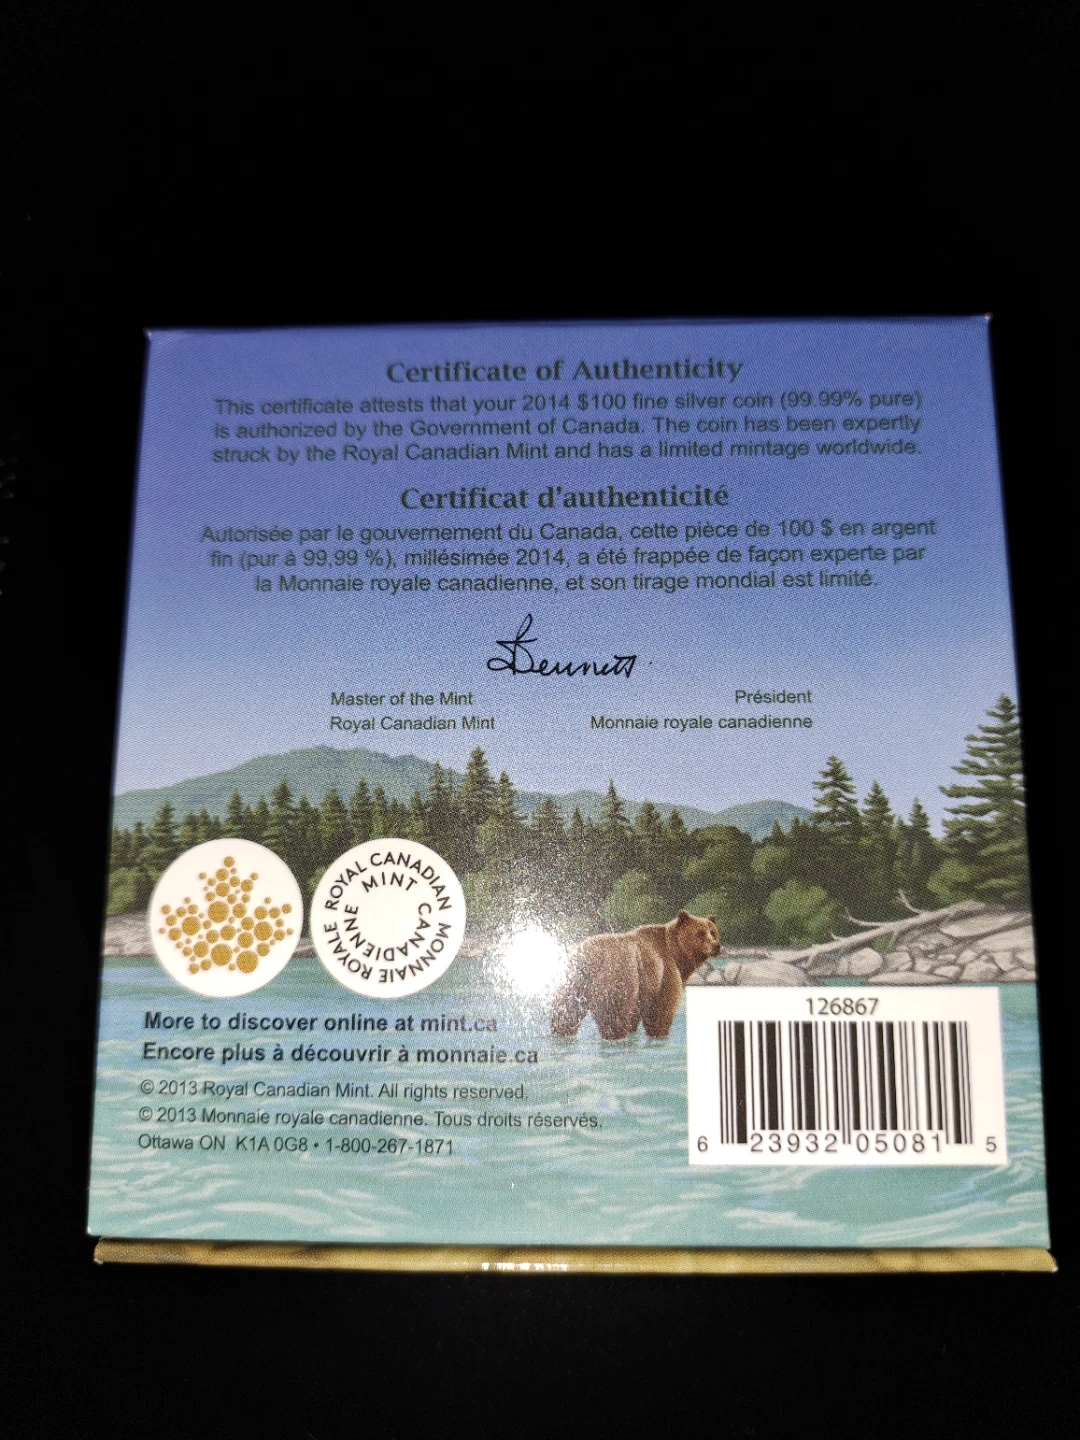 Certificate of Authenticity
This certificate attests that your 2014 $100 fine silver coin (99.99% pure)
is authorized by the Government of Canada. The coin has been expertly
struck by the Royal Canadian Mint and has a limited mintage worldwide.
Certificat d'authenticité
Autorisée par le gouvernement du Canada, cette pièce de 100 $ en argent
fin (pur à 99,99 %), millésimée 2014, a été frappée de façon experte par
la Monnaie royale canadienne, et son tirage mondial est limité.
Bennett
Master of the Mint
Royal Canadian Mint
Président
Monnaie royale canadienne
ROYAL CANADIAN MINT
MONNAIE ROYALE CANADIENNE
More to discover online at mint.ca
Encore plus à découvrir à monnaie.ca
© 2013 Royal Canadian Mint. All rights reserved.
© 2013 Monnaie royale canadienne. Tous droits réservés.
Ottawa ON K1A 0G8 • 1-800-267-1871
126867
6 23932 05081 5